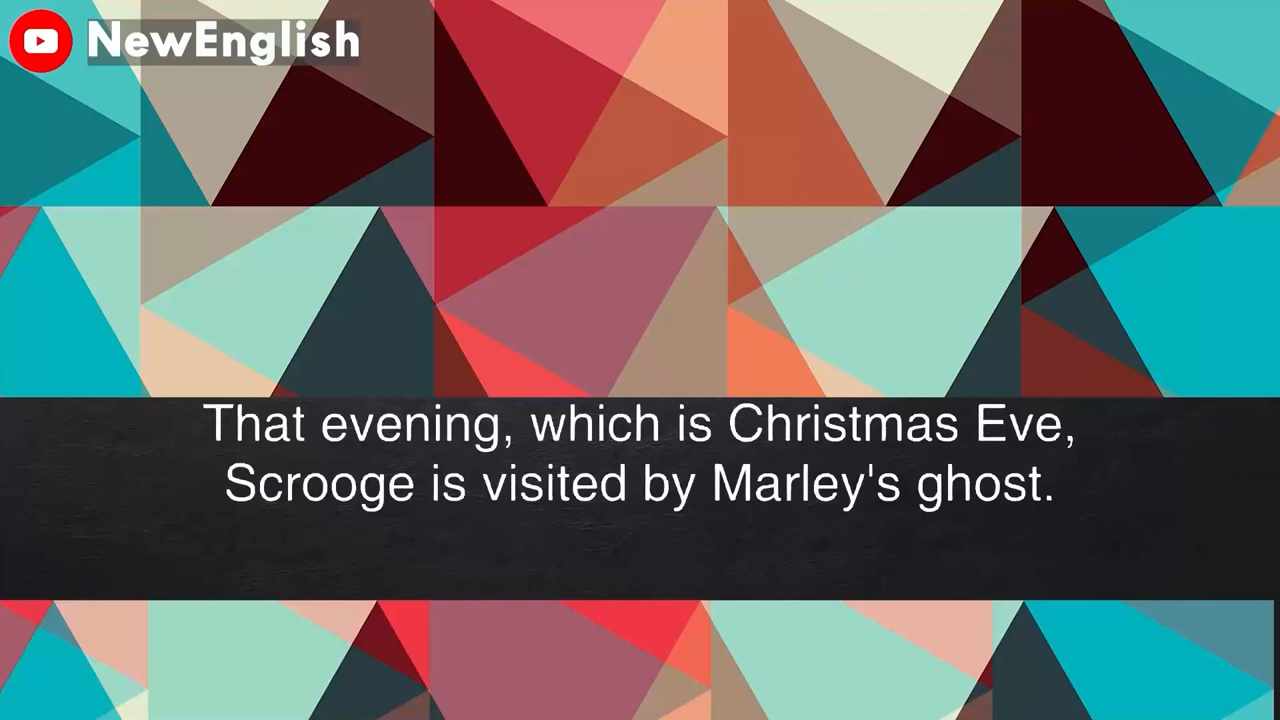 NewEnglish
That evening, which is Christmas Eve,
Scrooge is visited by Marley's ghost.